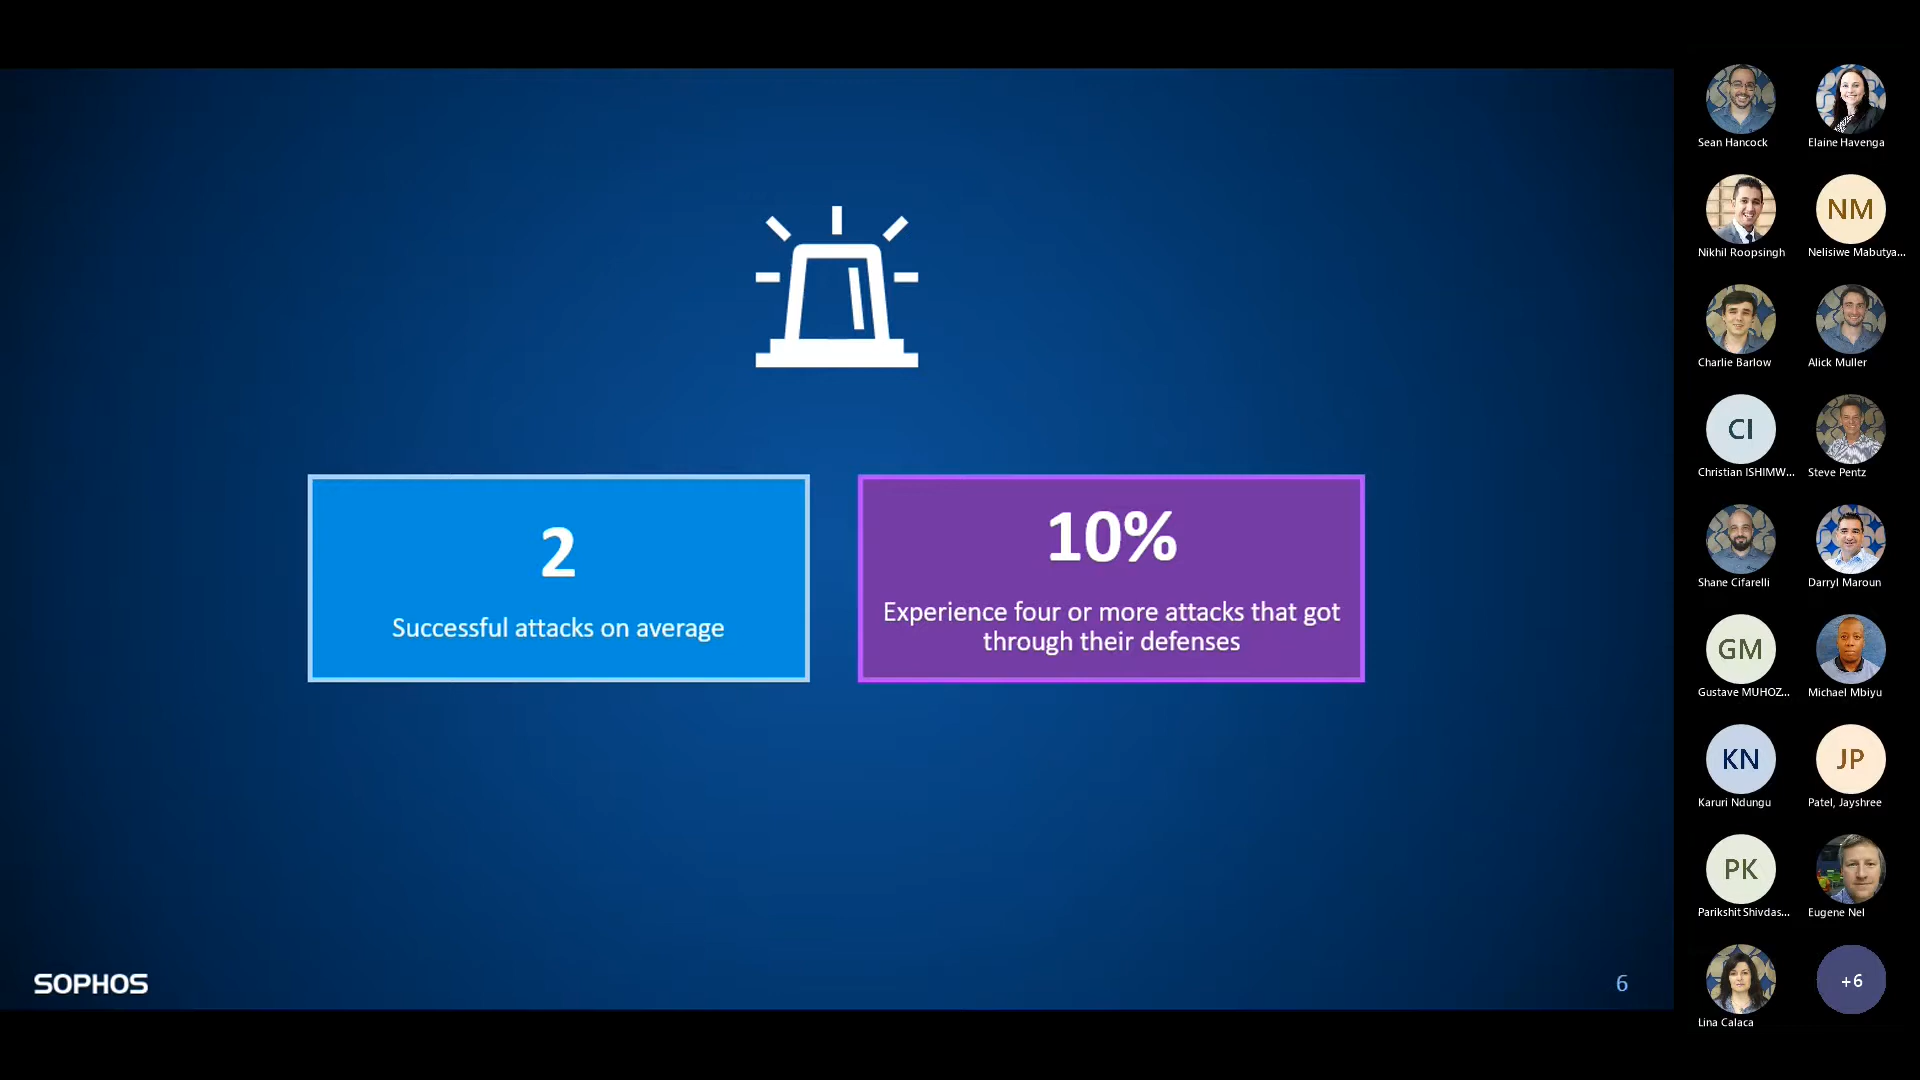 2
Successful attacks on average
10%
Experience four or more attacks that got
through their defenses
SOPHOS
6
Sean Hancock
Elaine Havenga
Nikhil Roopsingh
NM
Nelisiwe Mabutya...
Charlie Barlow
Alick Muller
CI
Christian ISHIMW...
Steve Pentz
Shane Cifarelli
Darryl Maroun
GM
Gustave MUHOZ...
Michael Mbiyu
KN
Karuri Ndungu
JP
Patel, Jayshree
PK
Parikshit Shivdas...
Eugene Nel
Lina Calaca
+6